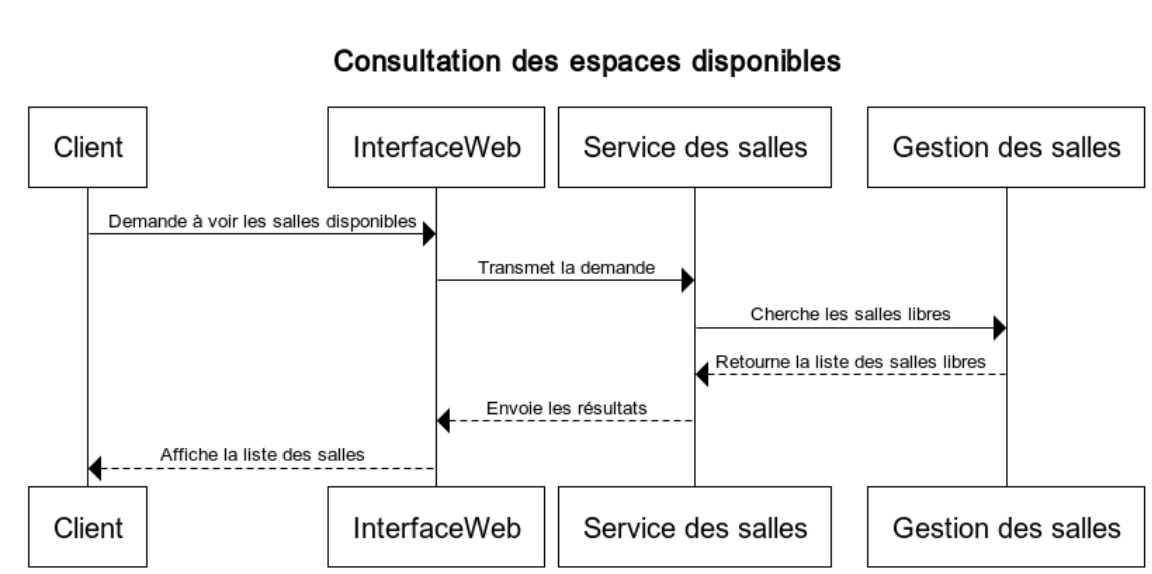 Consultation des espaces disponibles
Client
InterfaceWeb
Service des salles
Gestion des salles
Demande à voir les salles disponibles
Transmet la demande
Cherche les salles libres
Retourne la liste des salles libres
Envoie les résultats
Affiche la liste des salles
Client
InterfaceWeb
Service des salles
Gestion des salles